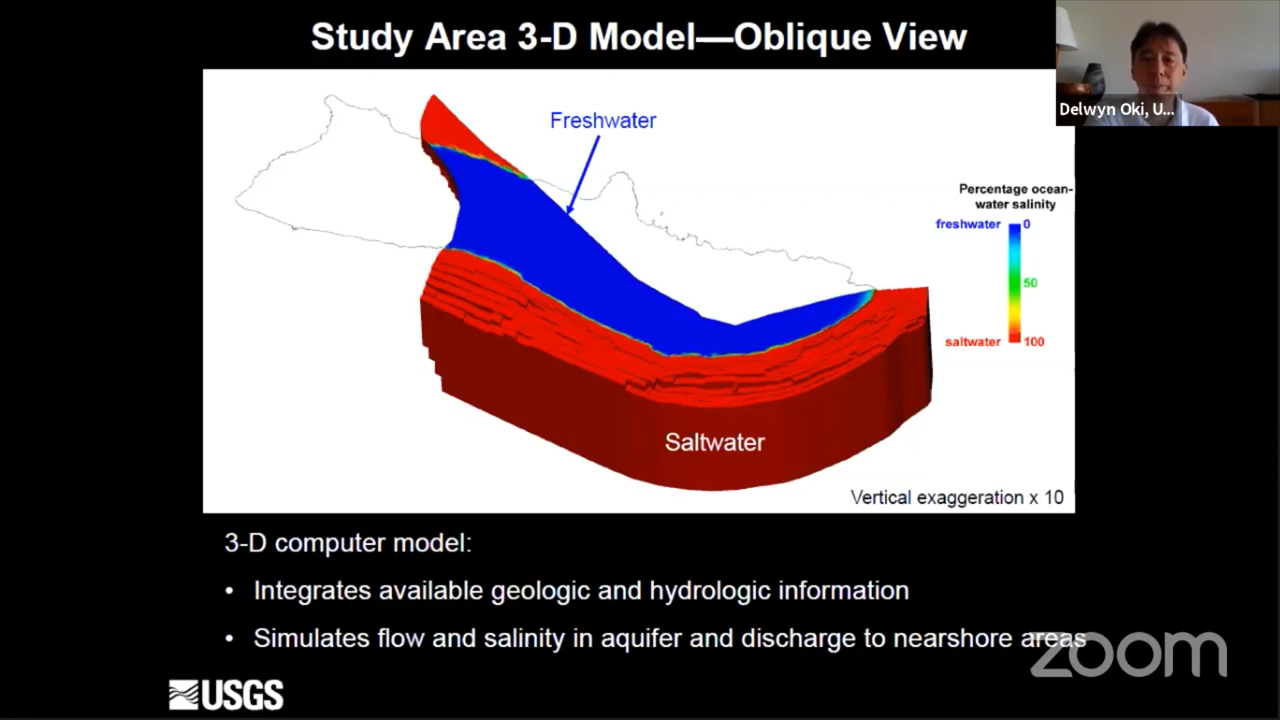 Study Area 3-D Model—Oblique View
Delwyn Oki, U...
Freshwater
Percentage ocean-
water salinity
freshwater 0
50
saltwater 100
Saltwater
Vertical exaggeration x 10
3-D computer model:
• Integrates available geologic and hydrologic information
• Simulates flow and salinity in aquifer and discharge to nearshore areas
zoom
USGS